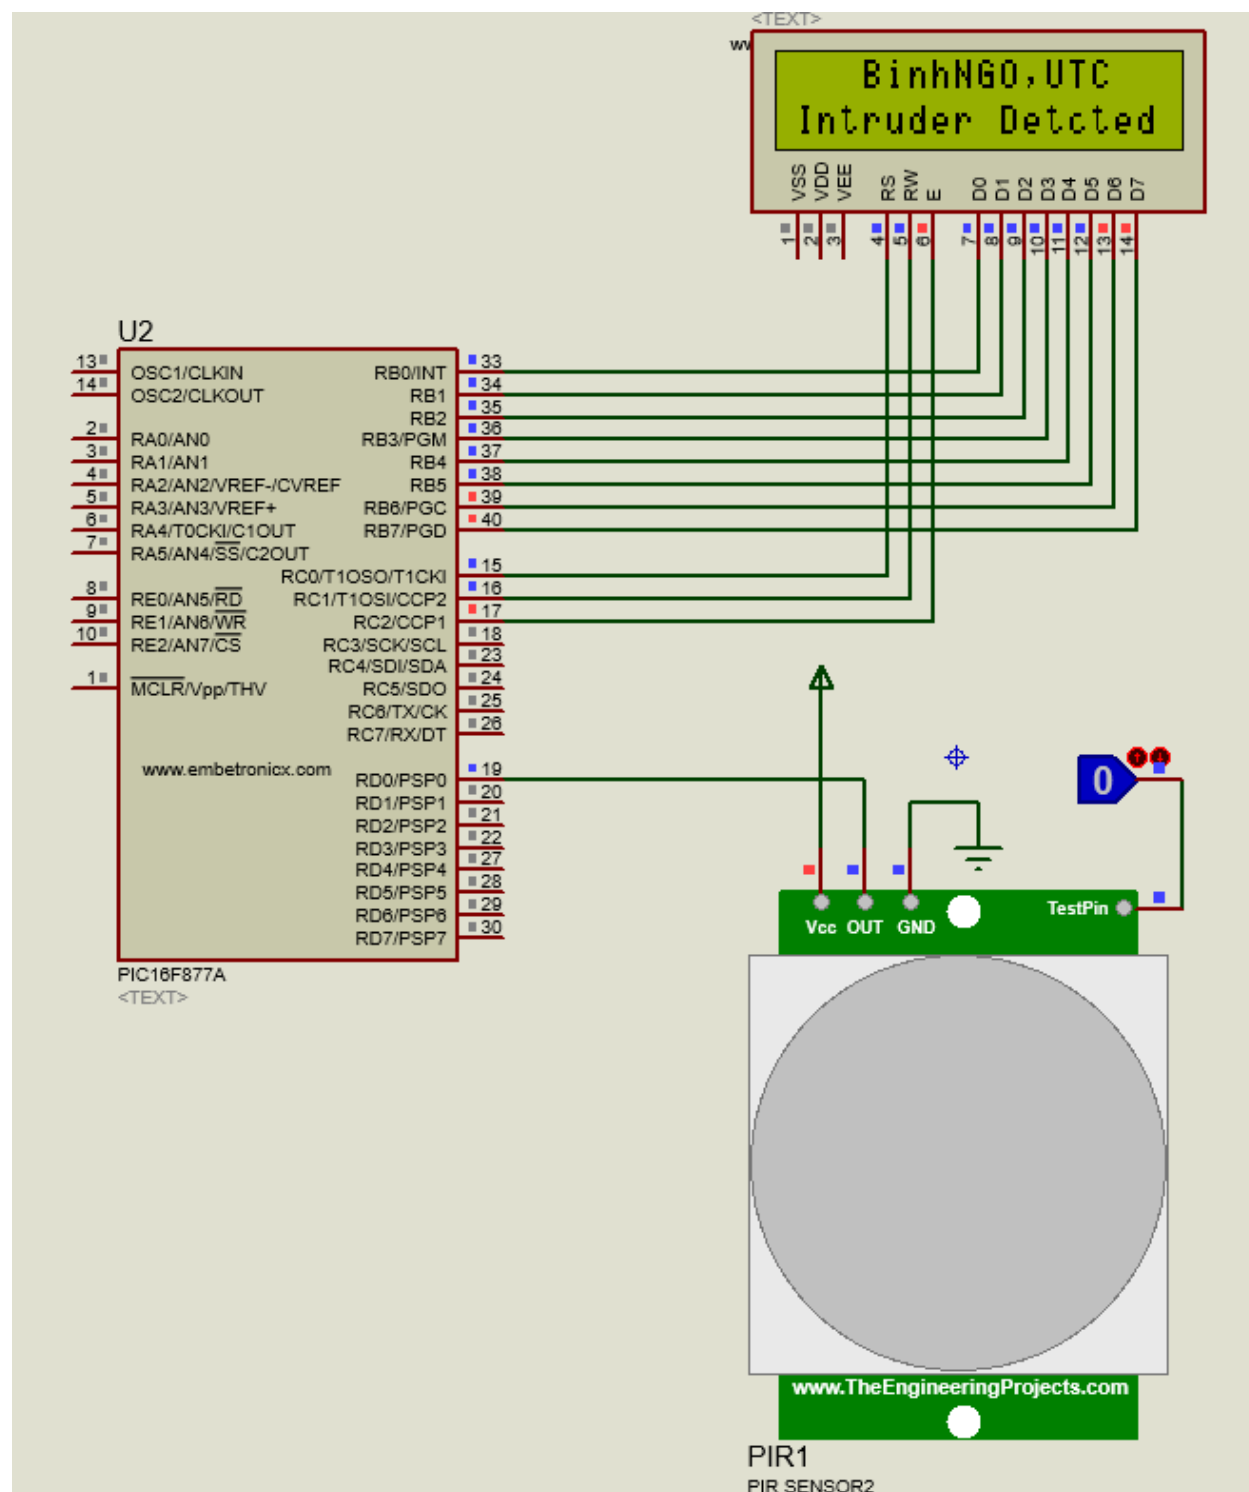 <TEXT>
BinhNGO,UTC
Intruder Detcted
VSS VDD VEE RS RW E D0 D1 D2 D3 D4 D5 D6 D7
1 2 3 4 5 6 7 8 9 10 11 12 13 14
U2
13 OSC1/CLKIN RB0/INT 33
14 OSC2/CLKOUT RB1 34
RB2 35
2 RA0/AN0 RB3/PGM 36
3 RA1/AN1 RB4 37
4 RA2/AN2/VREF-/CVREF RB5 38
5 RA3/AN3/VREF+ RB6/PGC 39
6 RA4/T0CKI/C1OUT RB7/PGD 40
7 RA5/AN4/SS/C2OUT
RC0/T1OSO/T1CKI 15
8 RE0/AN5/RD RC1/T1OSI/CCP2 16
9 RE1/AN6/WR RC2/CCP1 17
10 RE2/AN7/CS RC3/SCK/SCL 18
RC4/SDI/SDA 23
1 MCLR/Vpp/THV RC5/SDO 24
RC6/TX/CK 25
RC7/RX/DT 26
www.embetronicx.com
RD0/PSP0 19
RD1/PSP1 20
RD2/PSP2 21
RD3/PSP3 22
RD4/PSP4 27
RD5/PSP5 28
RD6/PSP6 29
RD7/PSP7 30
PIC16F877A
<TEXT>
0
Vcc OUT GND TestPin
www.TheEngineeringProjects.com
PIR1
PIR SENSOR2